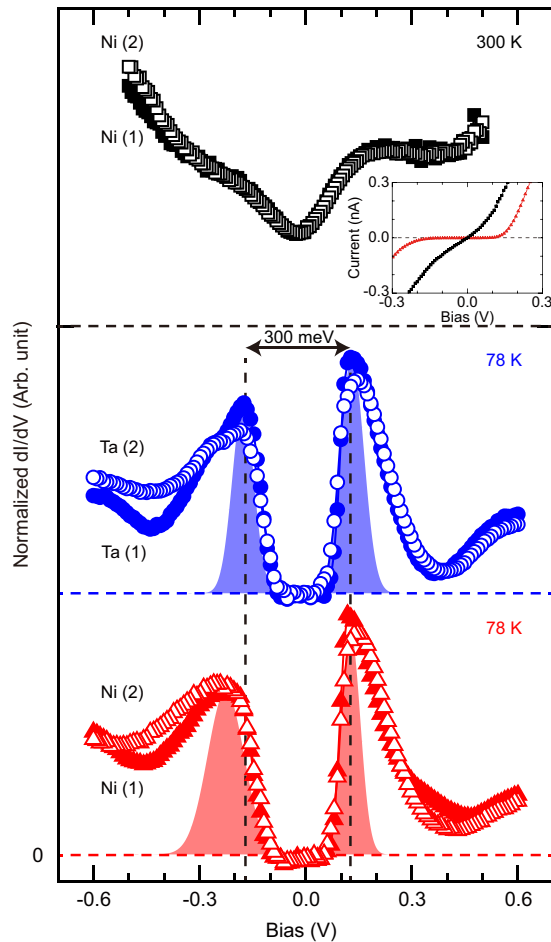 Ni (2)
300 K
Ni (1)
0.3
0.0
-0.3
Current (nA)
-0.3
0.0
0.3
Bias (V)
Normalized dI/dV (Arb. unit)
300 meV
78 K
Ta (2)
Ta (1)
78 K
Ni (2)
Ni (1)
0
-0.6
-0.3
0.0
0.3
0.6
Bias (V)